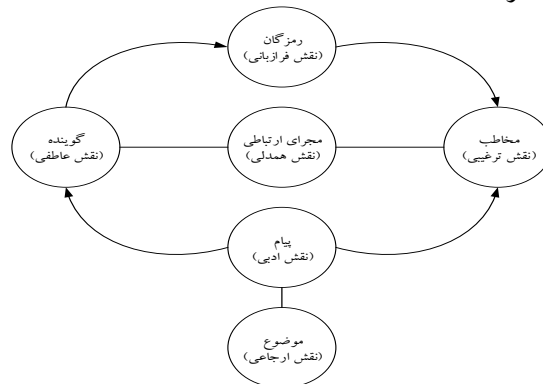 رمزگان
(نقش فرازبانی)
گوینده
(نقش عاطفی)
مجرای ارتباطی
(نقش همدلی)
مخاطب
(نقش ترغیبی)
پیام
(نقش ادبی)
موضوع
(نقش ارجاعی)